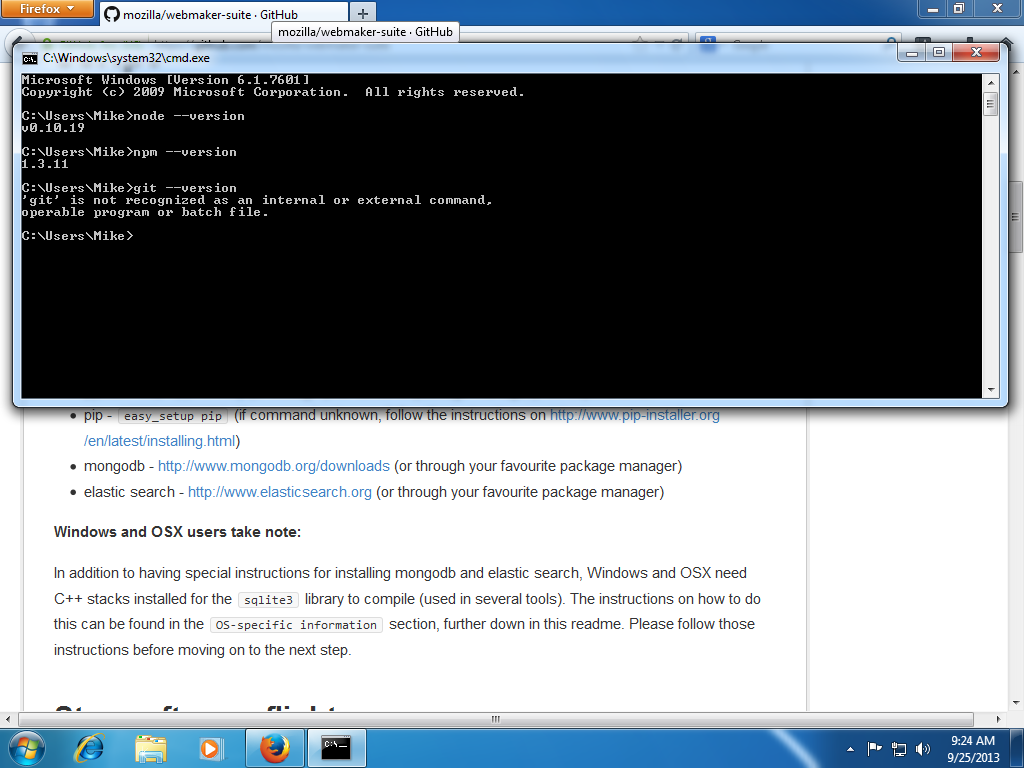 Firefox
mozilla/webmaker-suite · GitHub
mozilla/webmaker-suite · GitHub
C:\Windows\system32\cmd.exe
Microsoft Windows [Version 6.1.7601]
Copyright (c) 2009 Microsoft Corporation.  All rights reserved.
C:\Users\Mike>node --version
v0.10.19
C:\Users\Mike>npm --version
1.3.11
C:\Users\Mike>git --version
'git' is not recognized as an internal or external command,
operable program or batch file.
C:\Users\Mike>
• pip - easy_setup pip (if command unknown, follow the instructions on http://www.pip-installer.org
/en/latest/installing.html)
• mongodb - http://www.mongodb.org/downloads (or through your favourite package manager)
• elastic search - http://www.elasticsearch.org (or through your favourite package manager)
Windows and OSX users take note:
In addition to having special instructions for installing mongodb and elastic search, Windows and OSX need
C++ stacks installed for the sqlite3 library to compile (used in several tools). The instructions on how to do
this can be found in the OS-specific information section, further down in this readme. Please follow those
instructions before moving on to the next step.
9:24 AM
9/25/2013